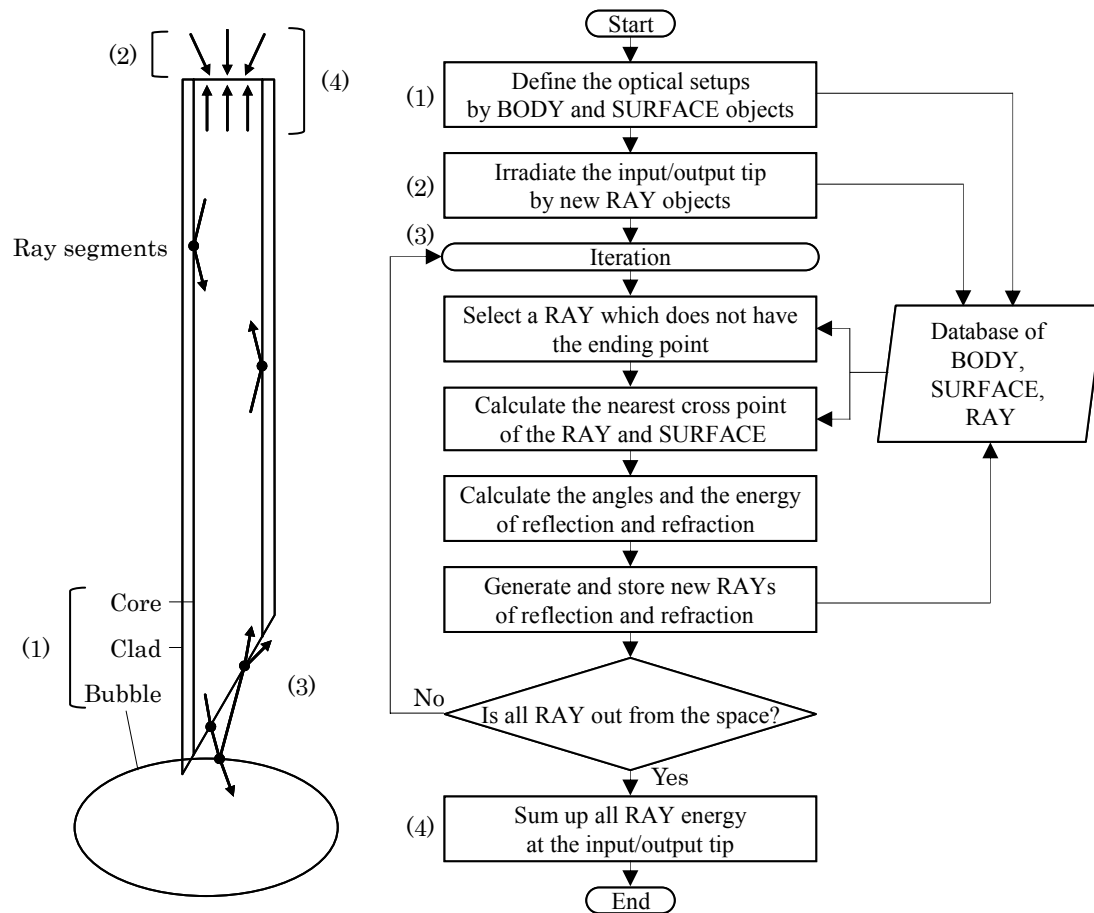 (2)
(4)
Ray segments
Core
(1)
Clad
(3)
Bubble
Start
(1)
Define the optical setups
by BODY and SURFACE objects
(2)
Irradiate the input/output tip
by new RAY objects
(3)
Iteration
Select a RAY which does not have
the ending point
Calculate the nearest cross point
of the RAY and SURFACE
Calculate the angles and the energy
of reflection and refraction
Generate and store new RAYs
of reflection and refraction
No
Is all RAY out from the space?
Yes
(4)
Sum up all RAY energy
at the input/output tip
End
Database of
BODY,
SURFACE,
RAY